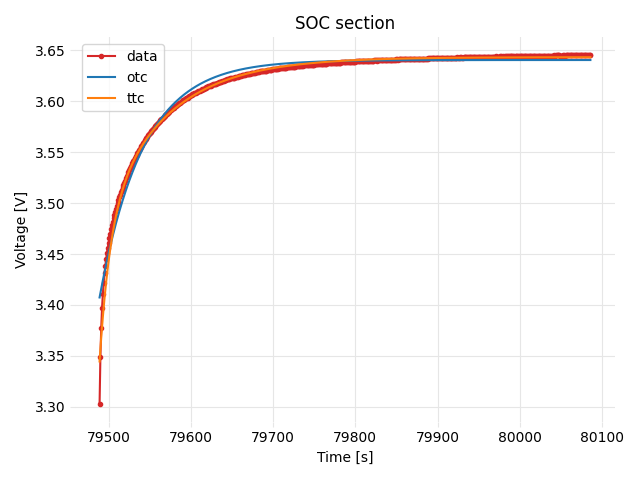 SOC section
data
otc
ttc
Voltage [V]
3.65
3.60
3.55
3.50
3.45
3.40
3.35
3.30
79500 79600 79700 79800 79900 80000 80100
Time [s]